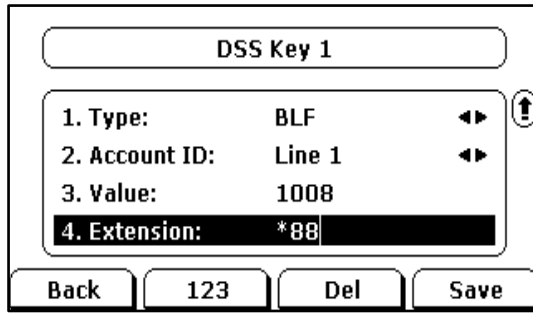 DSS Key 1
1. Type: BLF
2. Account ID: Line 1
3. Value: 1008
4. Extension: *88
Back 123 Del Save